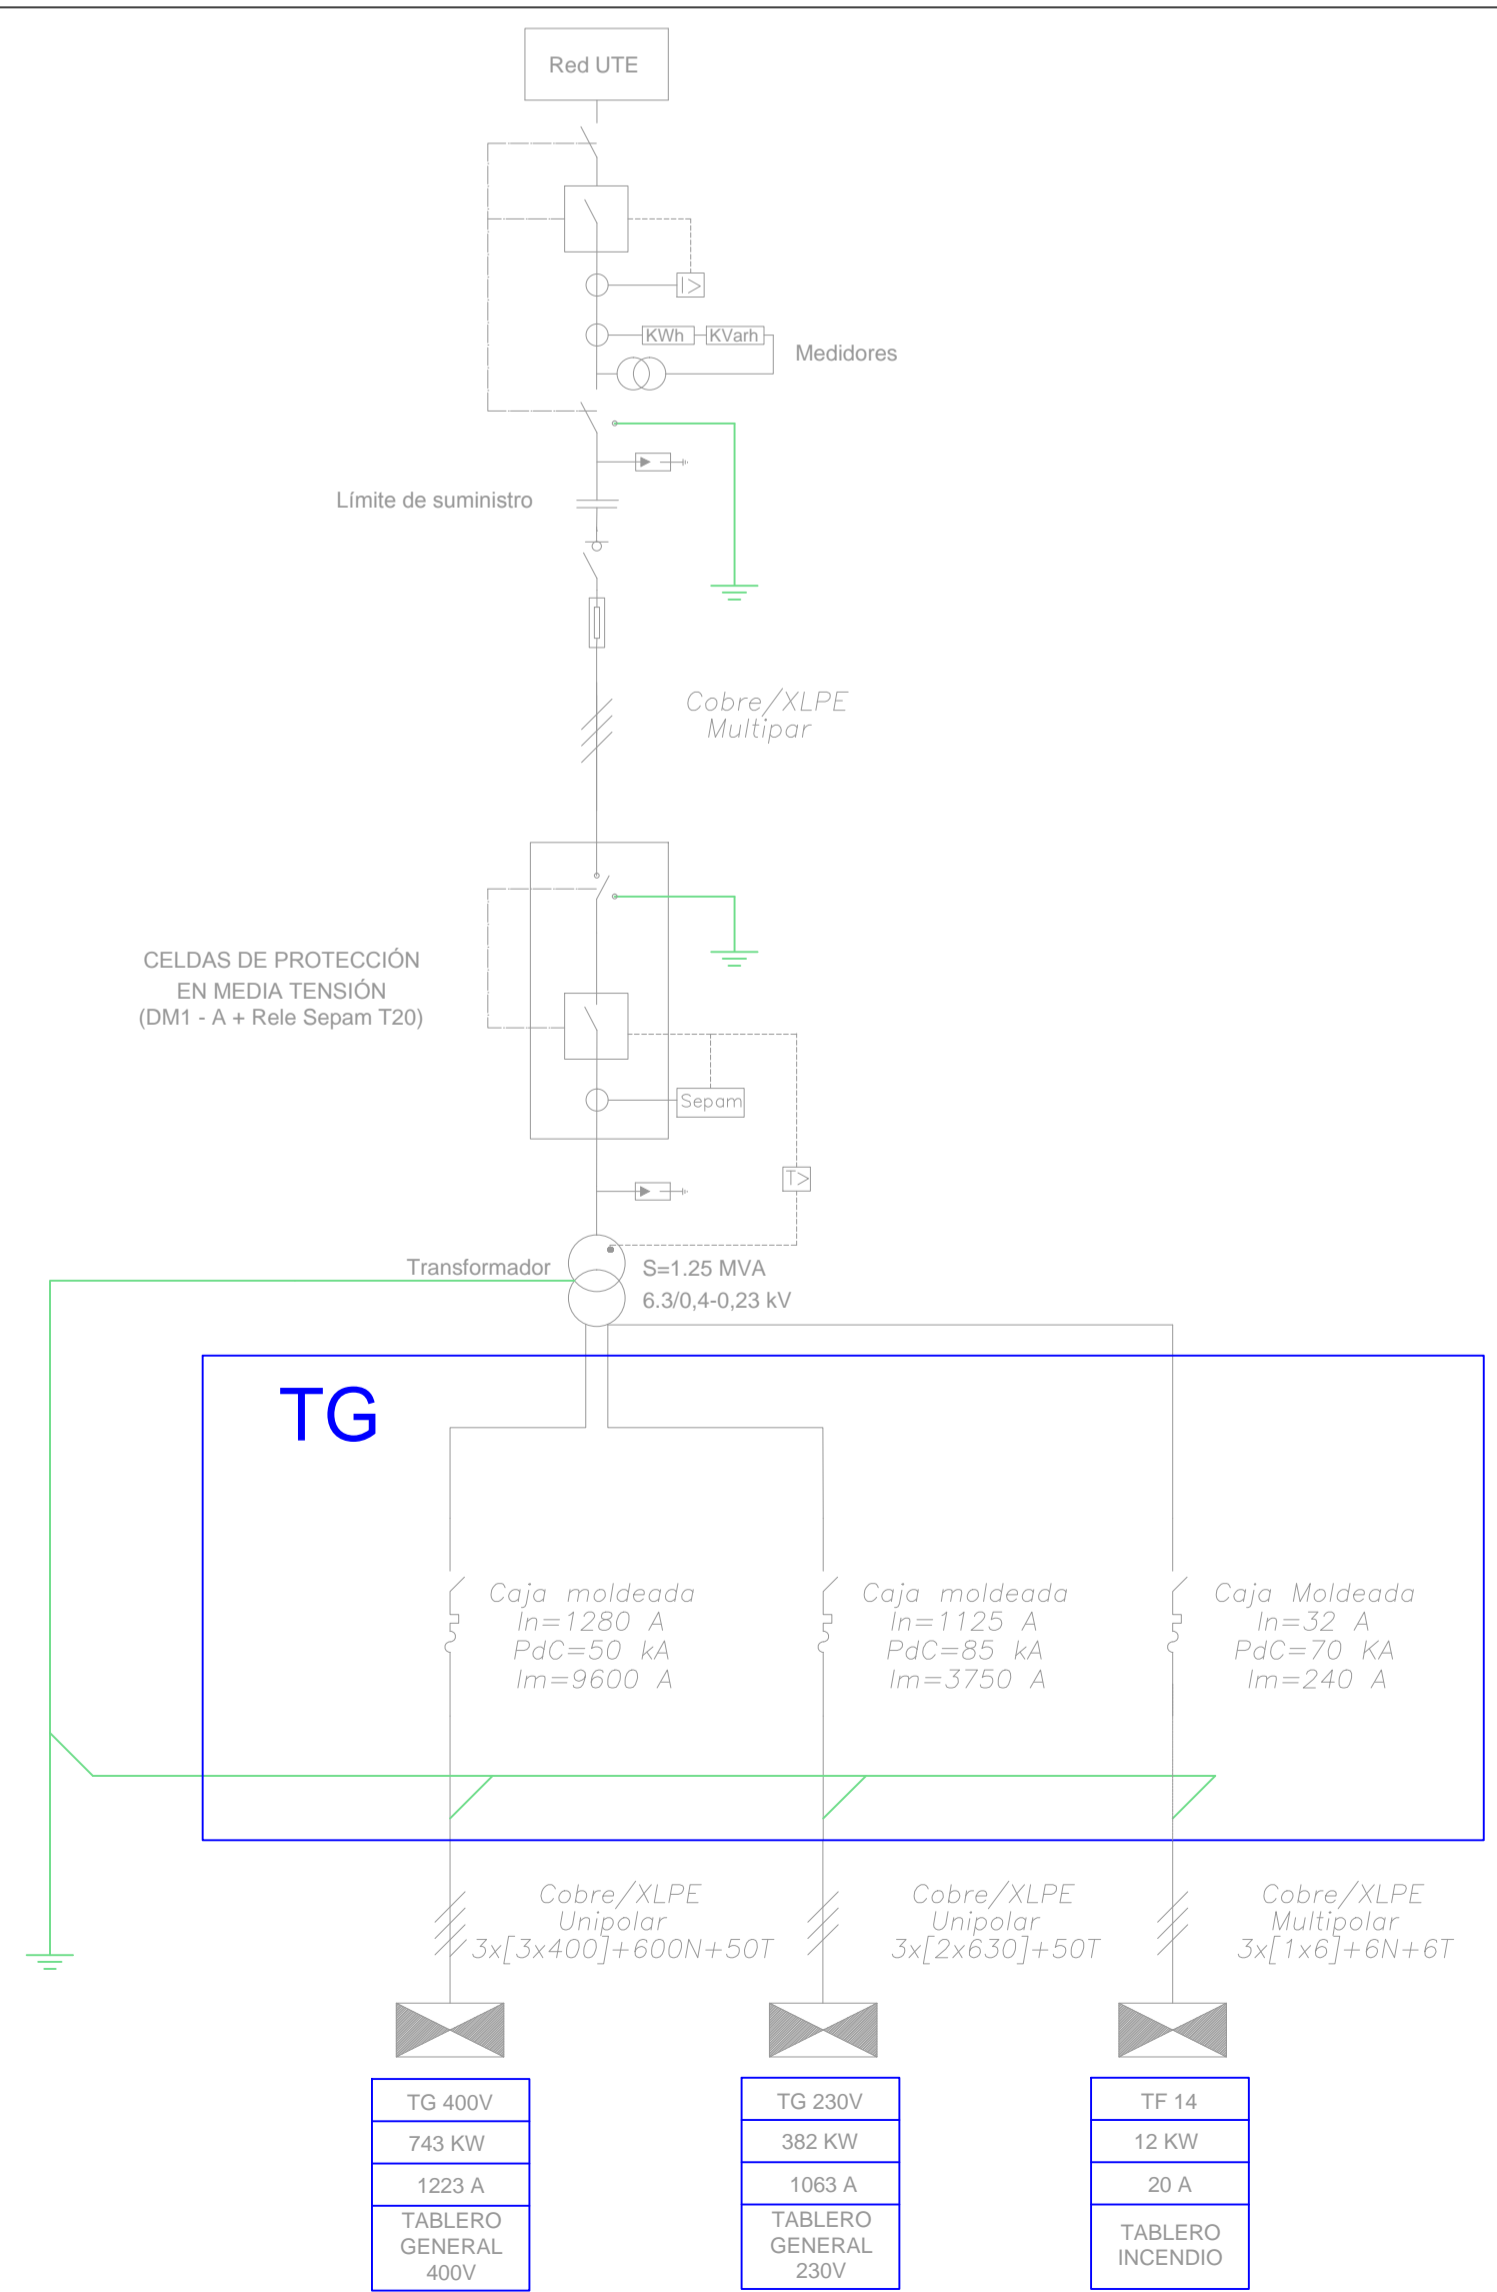 Red UTE
I>
KWh
KVarh
Medidores
Límite de suministro
Cobre/XLPE
Multipar
CELDAS DE PROTECCIÓN
EN MEDIA TENSIÓN
(DM1 - A + Rele Sepam T20)
Sepam
T>
Transformador
S=1.25 MVA
6.3/0,4-0,23 kV
TG
Caja moldeada
In=1280 A
PdC=50 kA
Im=9600 A
Caja moldeada
In=1125 A
PdC=85 kA
Im=3750 A
Caja Moldeada
In=32 A
PdC=70 KA
Im=240 A
Cobre/XLPE
Unipolar
3x[3x400]+600N+50T
Cobre/XLPE
Unipolar
3x[2x630]+50T
Cobre/XLPE
Multipolar
3x[1x6]+6N+6T
TG 400V
743 KW
1223 A
TABLERO
GENERAL
400V
TG 230V
382 KW
1063 A
TABLERO
GENERAL
230V
TF 14
12 KW
20 A
TABLERO
INCENDIO